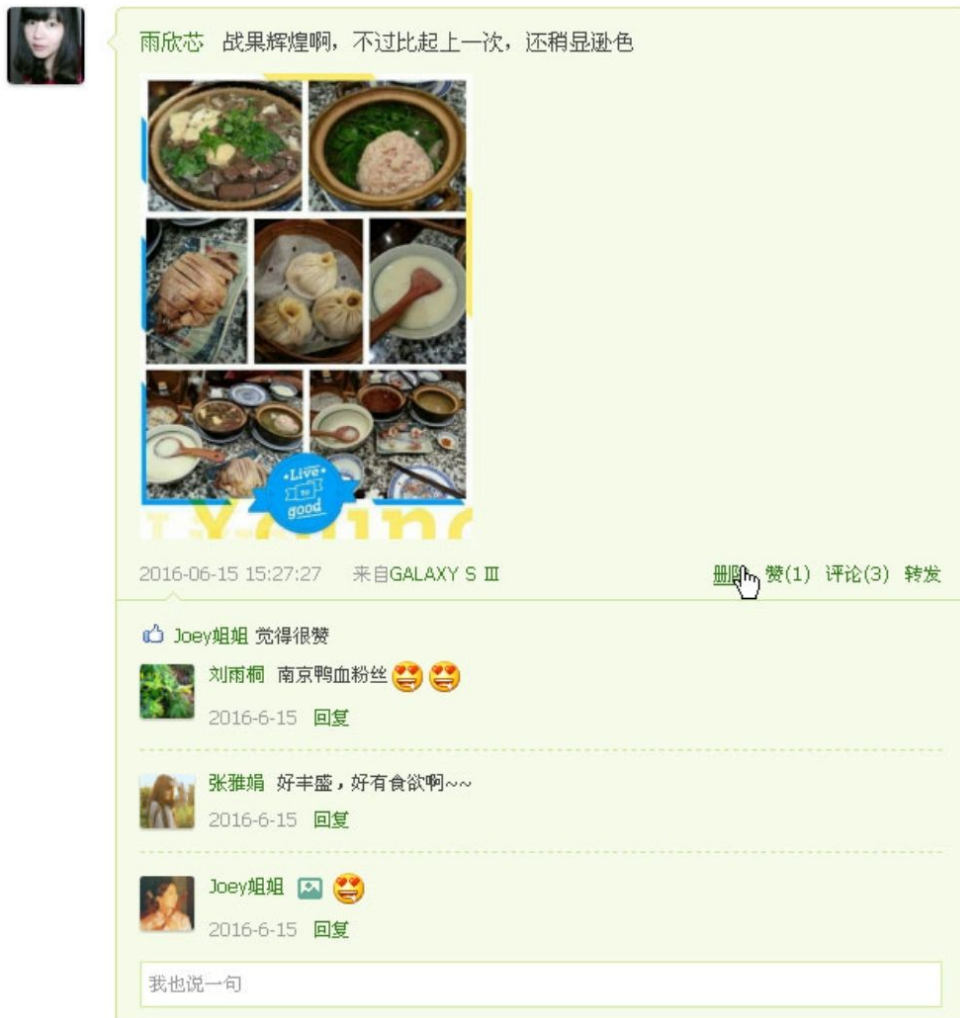 雨欣芯 战果辉煌啊，不过比起上一次，还稍显逊色
Live
TO
good
Young
2016-06-15 15:27:27 来自GALAXY S III 删除 赞(1) 评论(3) 转发
Joey姐姐 觉得很赞
刘雨桐 南京鸭血粉丝
2016-6-15 回复
张雅娟 好丰盛，好有食欲啊~~
2016-6-15 回复
Joey姐姐
2016-6-15 回复
我也说一句